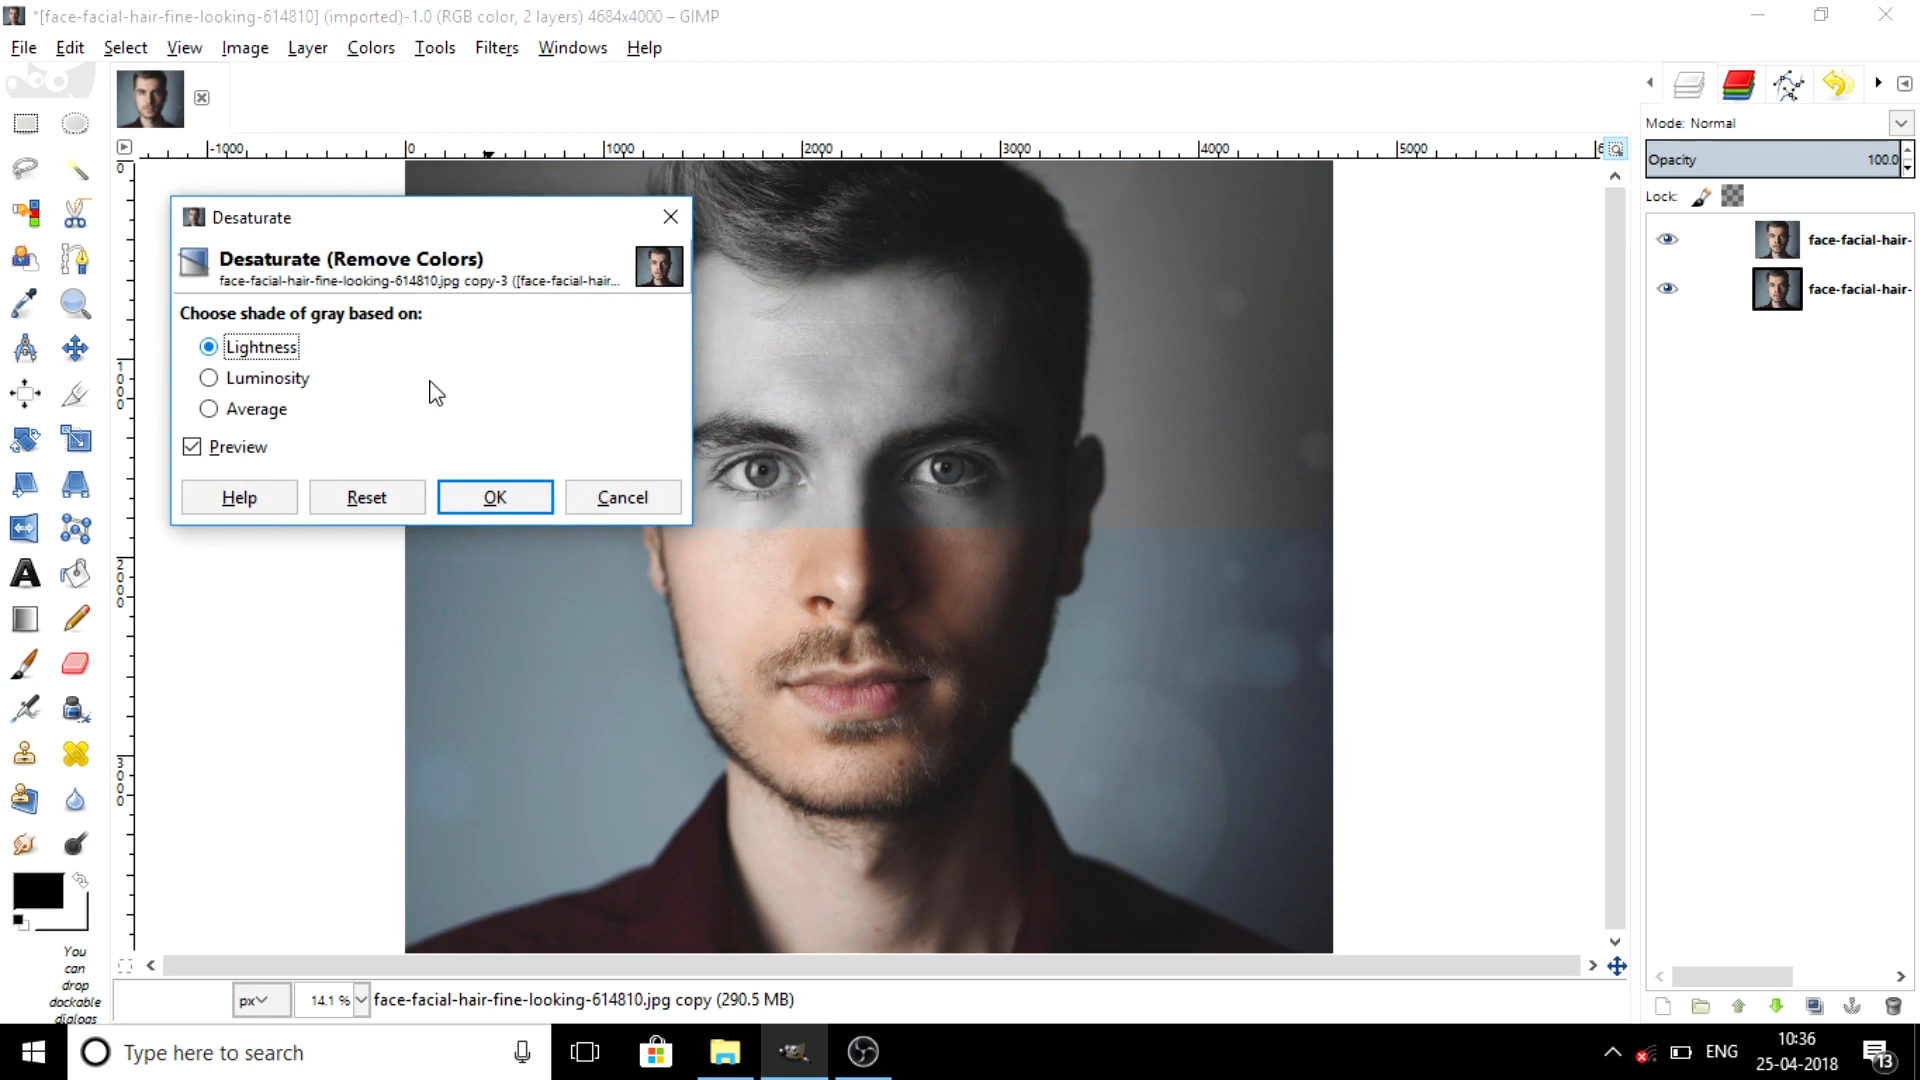 *[face-facial-hair-fine-looking-614810] (imported)-1.0 (RGB color, 2 layers) 4684x4000 – GIMP
File Edit Select View Image Layer Colors Tools Filters Windows Help
Mode: Normal
-1000 0 1000 2000 3000 4000 5000 6
Opacity 100.0
Lock:
0
1000
2000
3000
Desaturate
Desaturate (Remove Colors)
face-facial-hair-fine-looking-614810.jpg copy-3 ([face-facial-hair...
Choose shade of gray based on:
Lightness
Luminosity
Average
Preview
Help Reset OK Cancel
face-facial-hair-
face-facial-hair-
You
can
drop
dockable
dialogs
px 14.1 % face-facial-hair-fine-looking-614810.jpg copy (290.5 MB)
Type here to search
ENG
10:36
25-04-2018
13